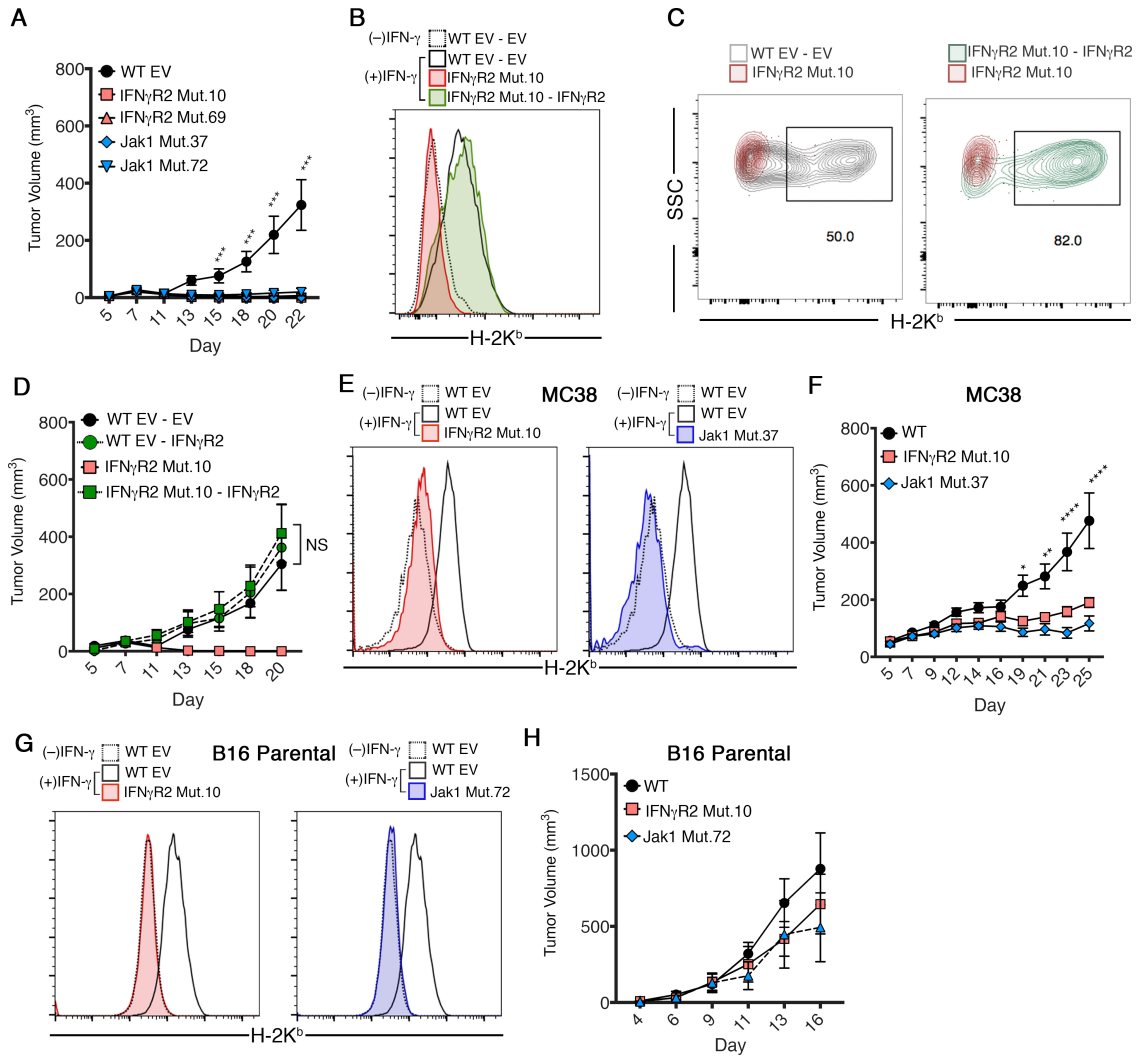 A
Tumor Volume (mm³)
800
600
400
200
0
WT EV
IFNγR2 Mut.10
IFNγR2 Mut.69
Jak1 Mut.37
Jak1 Mut.72
***
***
***
***
5 7 11 13 15 18 20 22
Day
B
(−)IFN-γ WT EV - EV
(+)IFN-γ WT EV - EV
IFNγR2 Mut.10
IFNγR2 Mut.10 - IFNγR2
H-2Kᵇ
C
WT EV - EV
IFNγR2 Mut.10
IFNγR2 Mut.10 - IFNγR2
IFNγR2 Mut.10
SSC
50.0
82.0
H-2Kᵇ
D
Tumor Volume (mm³)
800
600
400
200
0
WT EV - EV
WT EV - IFNγR2
IFNγR2 Mut.10
IFNγR2 Mut.10 - IFNγR2
NS
5 7 11 13 15 18 20
Day
E
MC38
(−)IFN-γ WT EV
(+)IFN-γ WT EV
IFNγR2 Mut.10
(−)IFN-γ WT EV
(+)IFN-γ WT EV
Jak1 Mut.37
H-2Kᵇ
F
MC38
Tumor Volume (mm³)
800
600
400
200
0
WT
IFNγR2 Mut.10
Jak1 Mut.37
*
**
****
****
5 7 9 12 14 16 19 21 23 25
Day
G
B16 Parental
(−)IFN-γ WT EV
(+)IFN-γ WT EV
IFNγR2 Mut.10
(−)IFN-γ WT EV
(+)IFN-γ WT EV
Jak1 Mut.72
H-2Kᵇ
H
B16 Parental
Tumor Volume (mm³)
1500
1000
500
0
WT
IFNγR2 Mut.10
Jak1 Mut.72
4 6 9 11 13 16
Day